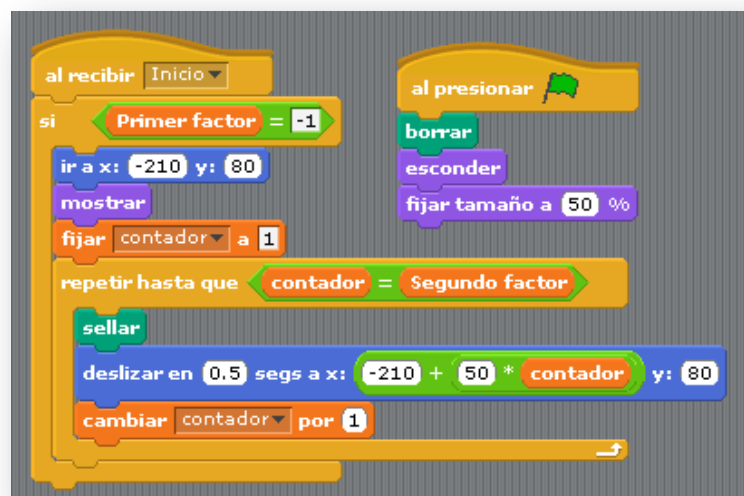 al recibir Inicio
si Primer factor = -1
ir a x: -210 y: 80
mostrar
fijar contador a 1
repetir hasta que contador = Segundo factor
sellar
deslizar en 0.5 segs a x: -210 + 50 * contador y: 80
cambiar contador por 1
al presionar
borrar
esconder
fijar tamaño a 50 %